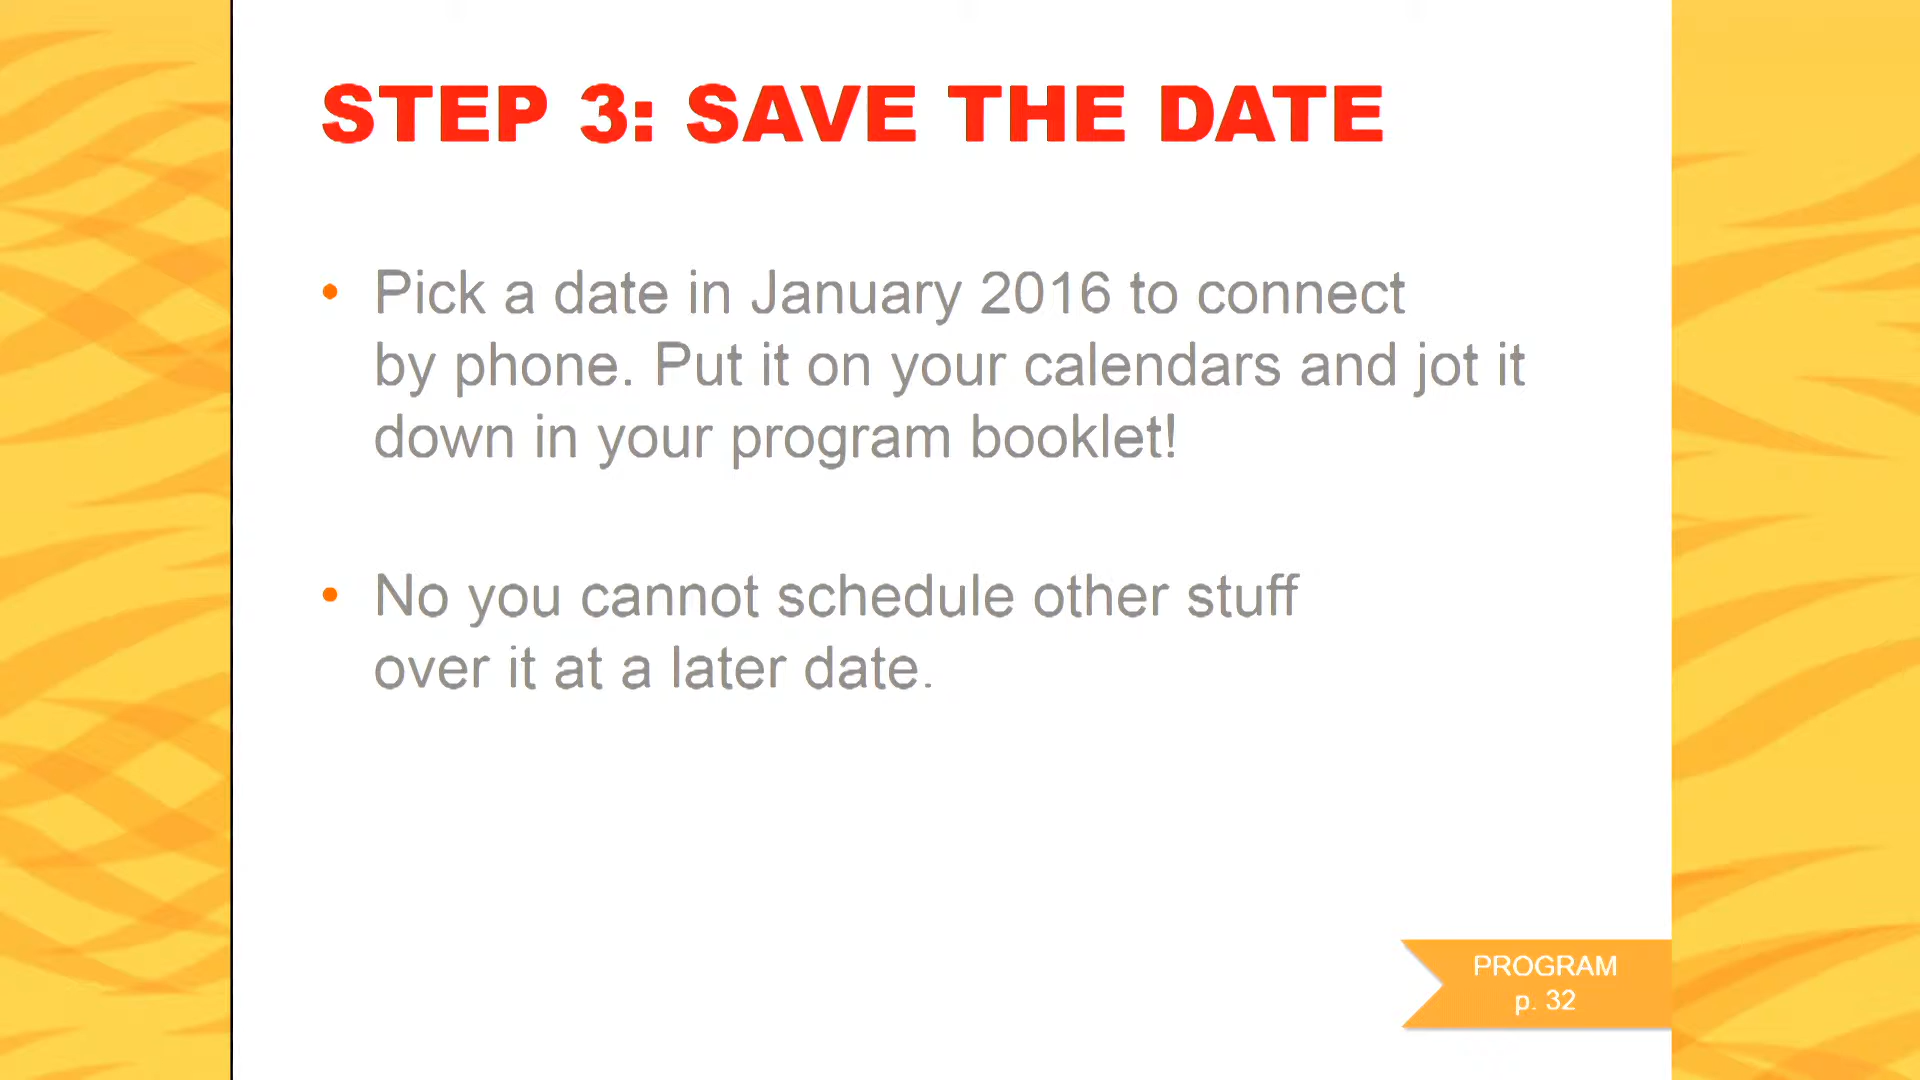 STEP 3: SAVE THE DATE
• Pick a date in January 2016 to connect
by phone. Put it on your calendars and jot it
down in your program booklet!
• No you cannot schedule other stuff
over it at a later date.
PROGRAM
p. 32